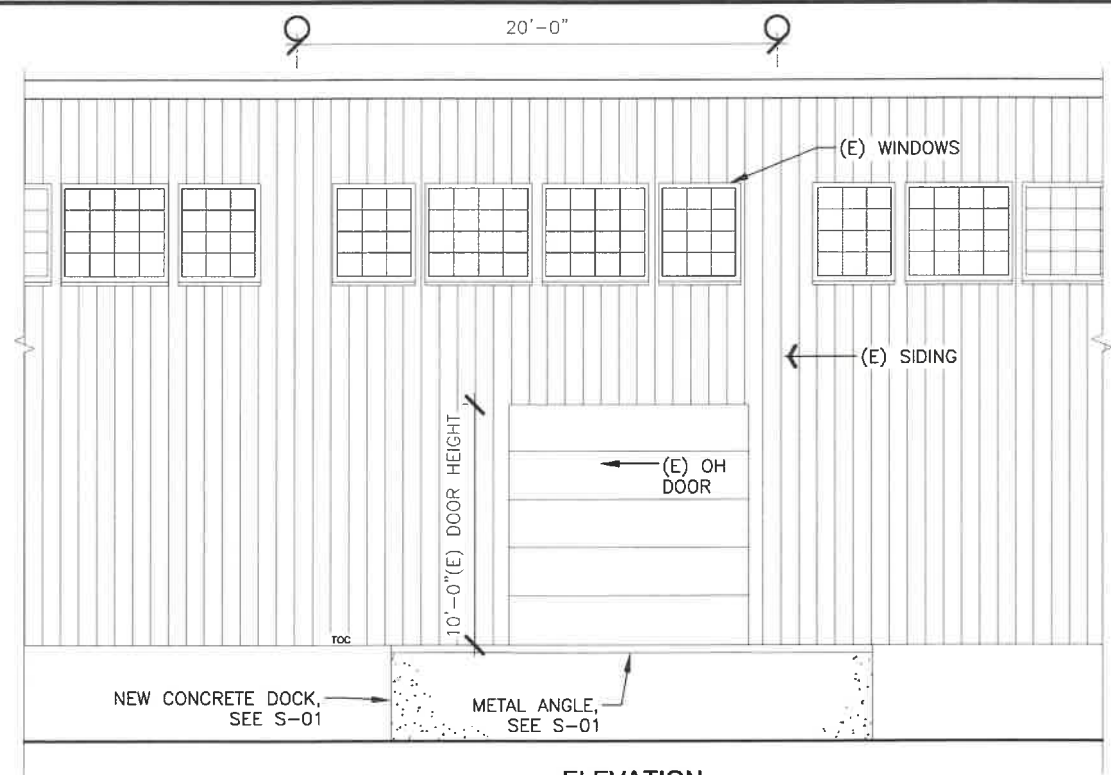 20'-0"
(E) WINDOWS
(E) SIDING
10'-0"(E) DOOR HEIGHT
(E) OH
DOOR
TOC
NEW CONCRETE DOCK,
SEE S-01
METAL ANGLE,
SEE S-01
ELEVATION